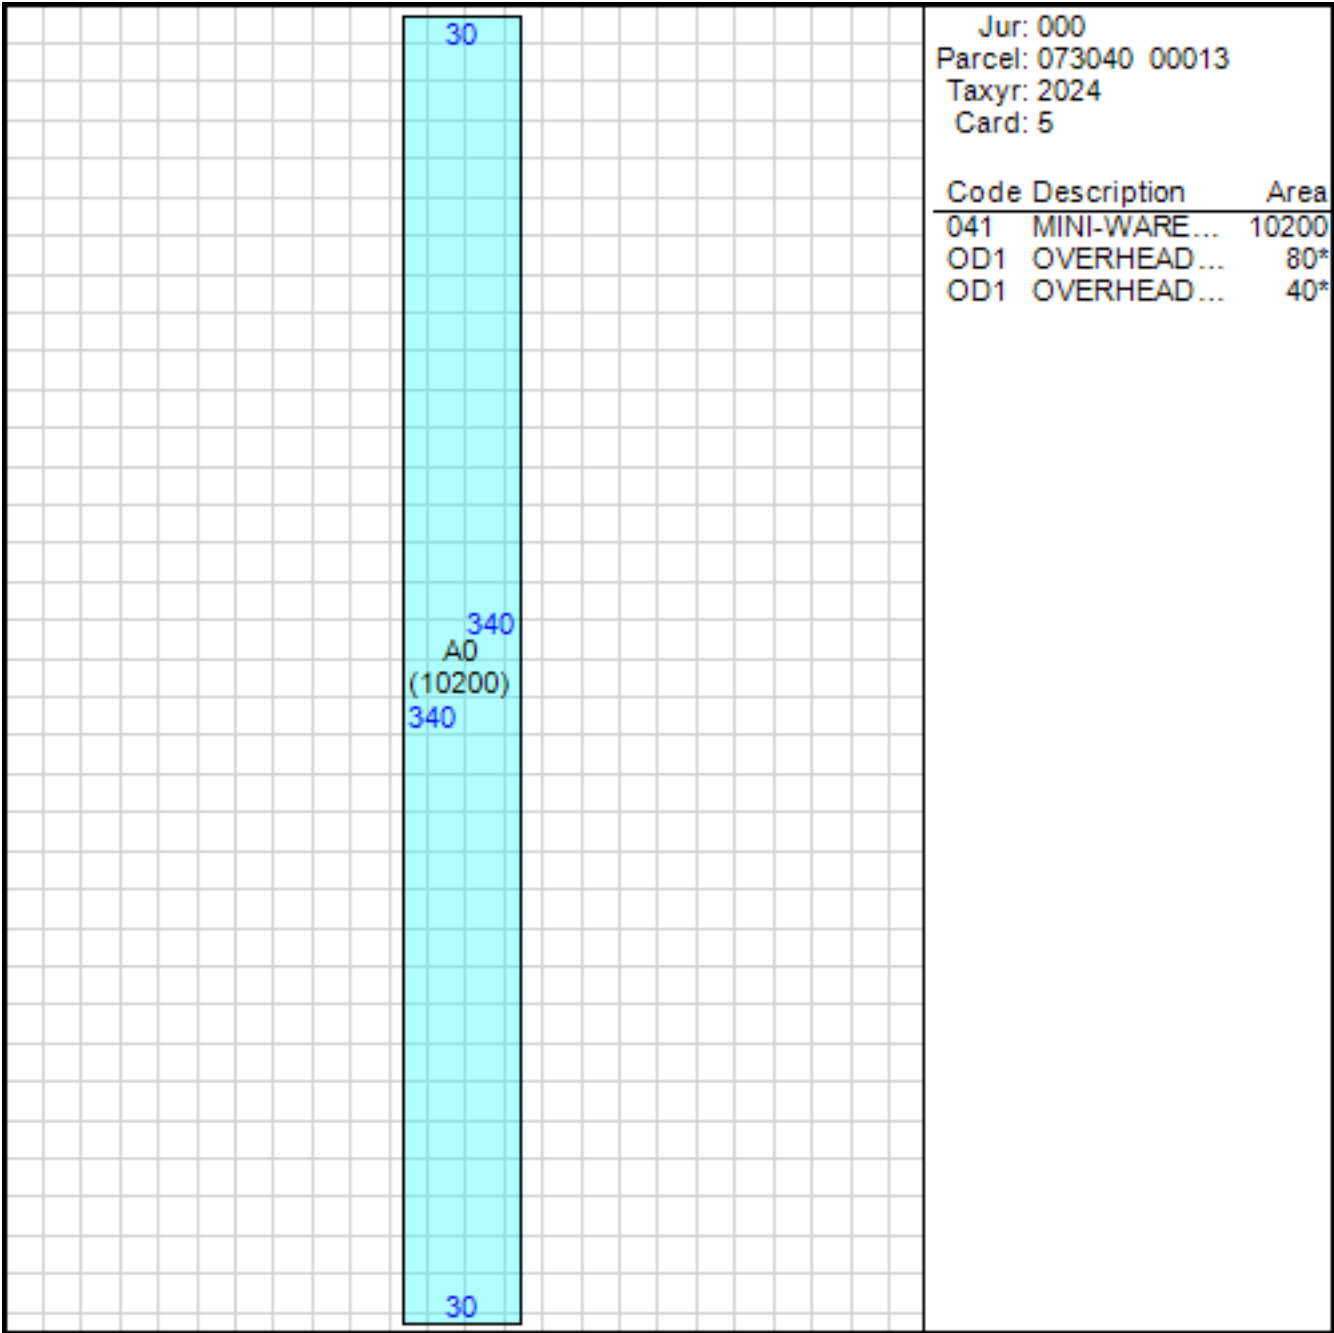 30
340
A0
(10200)
340
30
Jur: 000
Parcel: 073040 00013
Taxyr: 2024
Card: 5
Code Description Area
041 MINI-WARE... 10200
OD1 OVERHEAD... 80*
OD1 OVERHEAD... 40*